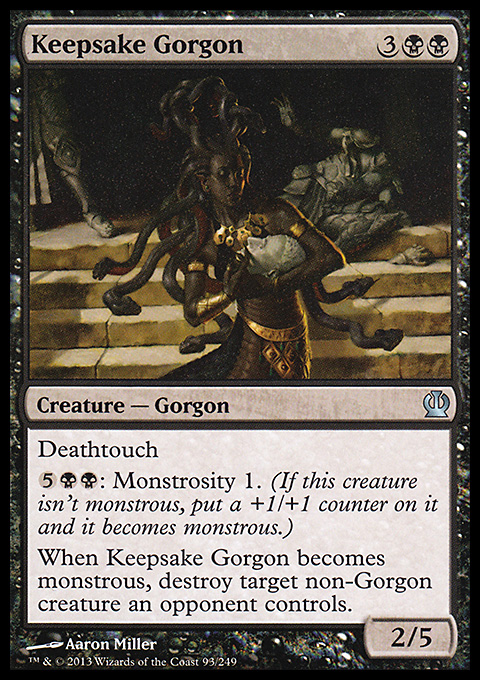 Keepsake Gorgon 3
Creature — Gorgon
Deathtouch
5: Monstrosity 1. (If this creature
isn't monstrous, put a +1/+1 counter on it
and it becomes monstrous.)
When Keepsake Gorgon becomes
monstrous, destroy target non-Gorgon
creature an opponent controls.
Aaron Miller
2/5
™ & © 2013 Wizards of the Coast 93/249